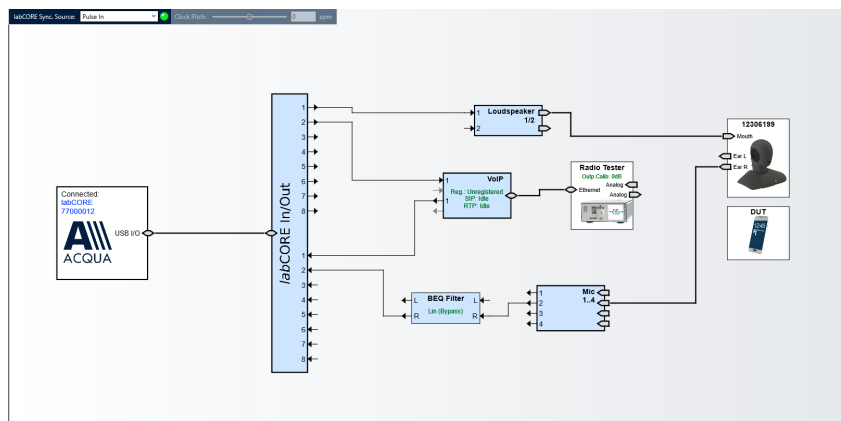 labCORE Sync. Source: Pulse In Clock Pitch: 0 ppm
Connected:
labCORE
77000012
USB I/O
ACQUA
labCORE In/Out
1
2
3
4
5
6
7
8
1
2
3
4
5
6
7
8
Loudspeaker
1/2
1
2
VoIP
1
Reg.: Unregistered
SIP: Idle
RTP: Idle
1
Radio Tester
Outp.Calib: 0dB
Analog
Ethernet
Analog
BEQ Filter
L L
Lin (Bypass)
R R
Mic
1..4
1
2
3
4
12306199
Mouth
Ear L
Ear R
DUT
12:45